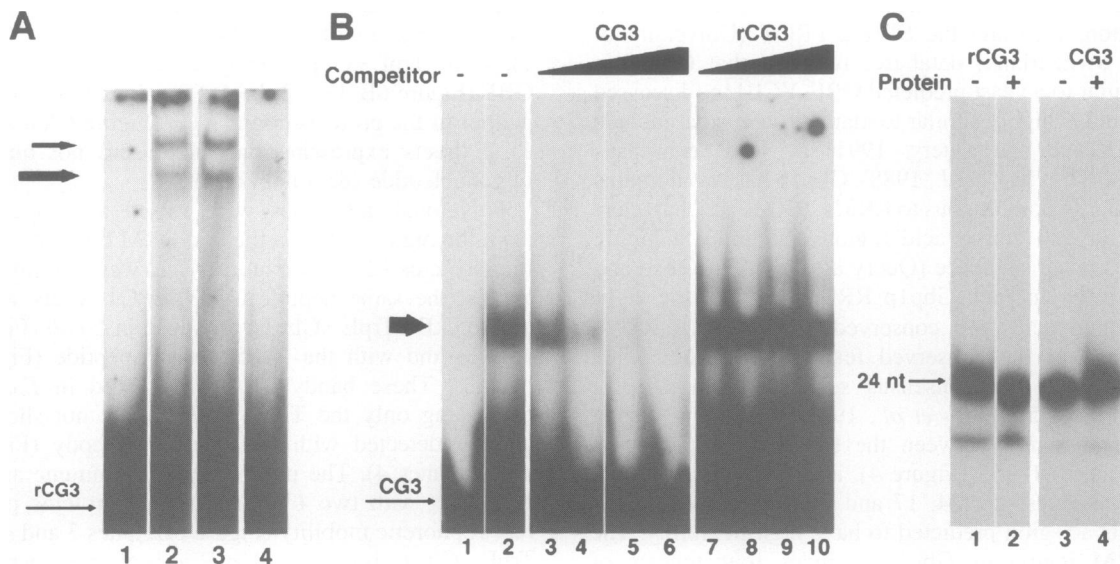 A
rCG3
1 2 3 4
B
CG3 rCG3
Competitor - -
CG3
1 2 3 4 5 6 7 8 9 10
C
rCG3 CG3
Protein - + - +
24 nt
1 2 3 4